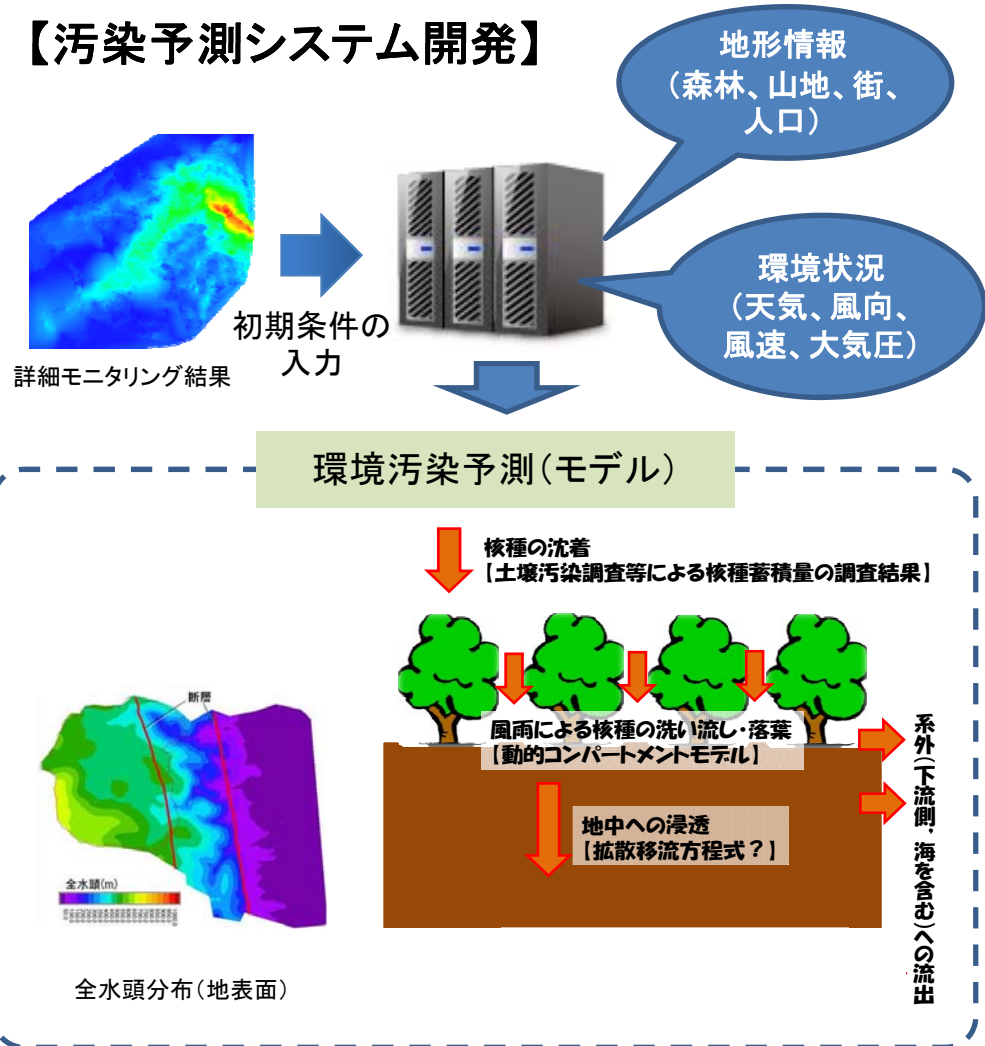 【汚染予測システム開発】
地形情報
（森林、山地、街、
人口）
環境状況
（天気、風向、
風速、大気圧）
初期条件の
入力
詳細モニタリング結果
環境汚染予測（モデル）
核種の沈着
【土壌汚染調査等による核種蓄積量の調査結果】
風雨による核種の洗い流し・落葉
【動的コンパートメントモデル】
地中への浸透
【拡散移流方程式？】
系外（下流側，海を含む）への流出
断層
全水頭(m)
全水頭分布（地表面）